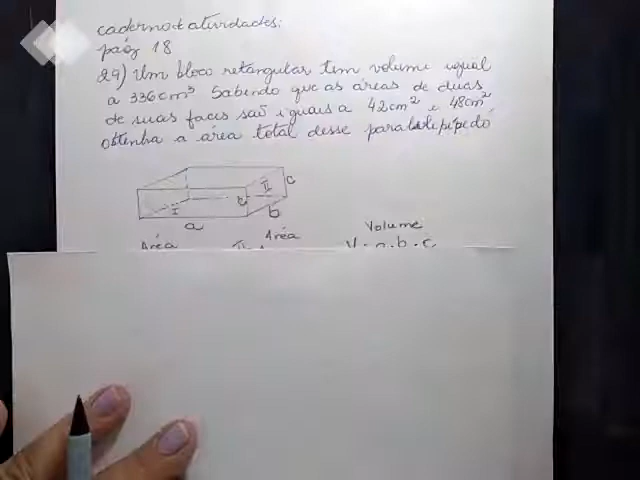 caderno de atividades:
pág 18
29) Um bloco retangular tem volume igual
a 336cm³ Sabendo que as áreas de duas
de suas faces são iguais a 42cm² e 48cm²
obtenha a área total desse paralelepípedo
II c
I c b
a
Área Área Volume
V = a.b.c